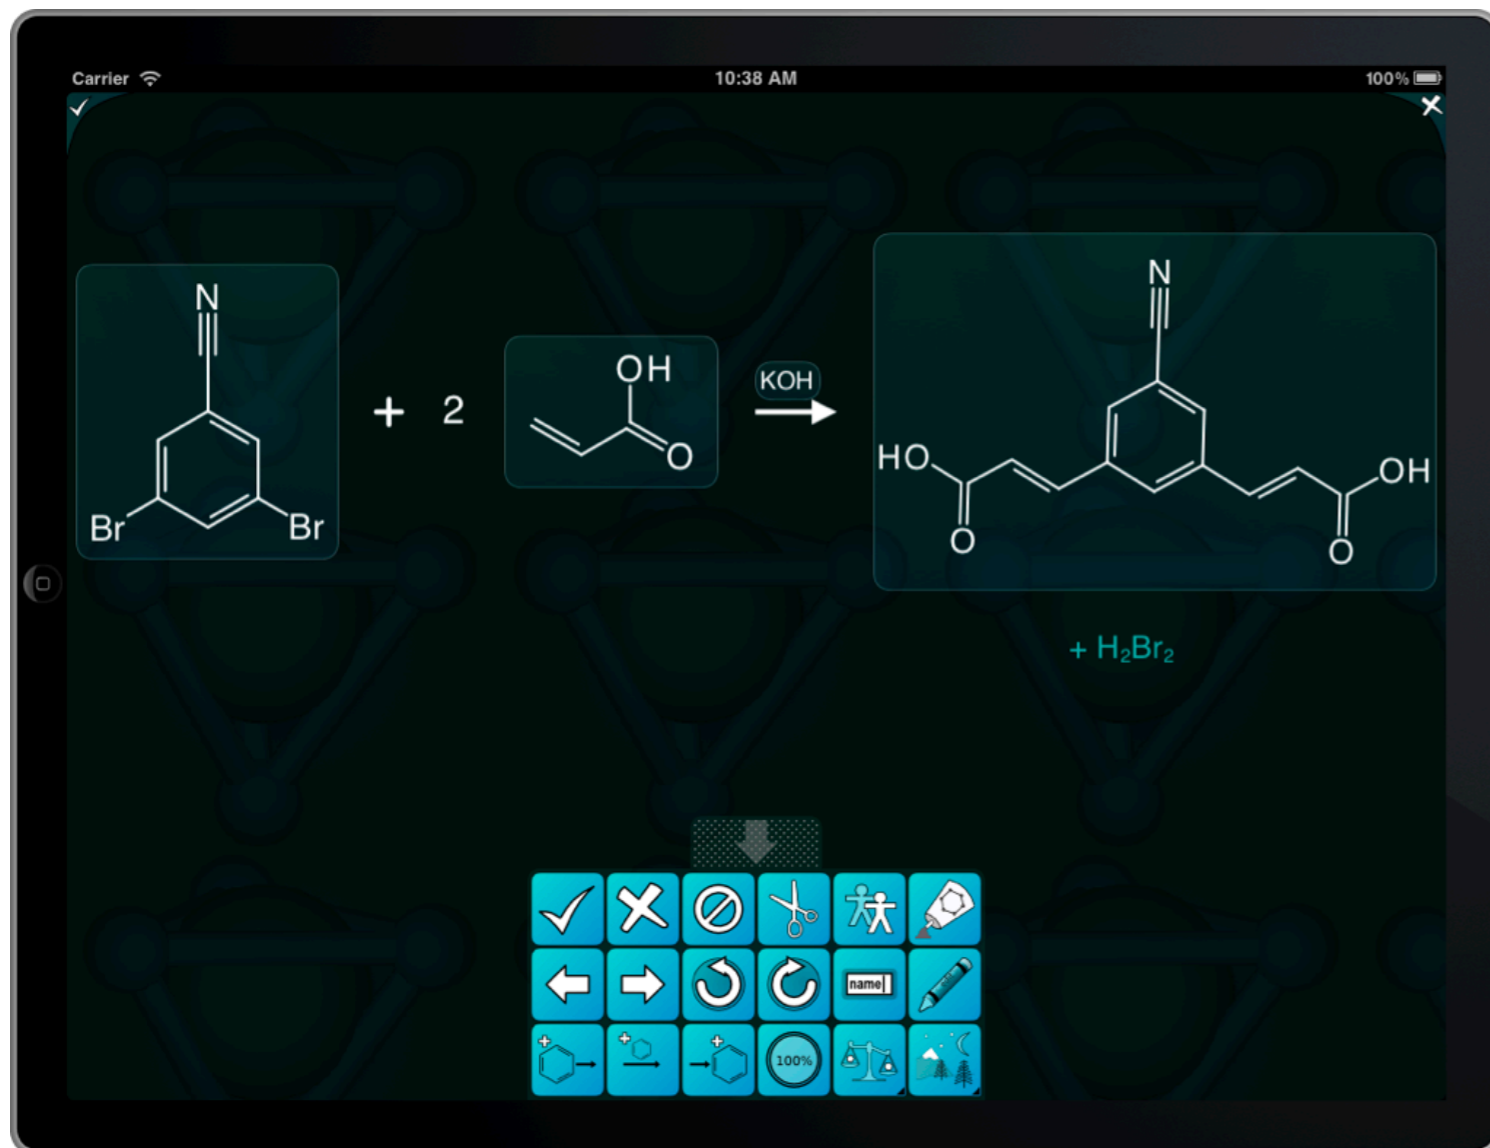 Carrier 10:38 AM 100%
N
Br Br
+ 2
OH
O
KOH
N
HO OH
O O
+ H₂Br₂
name
100%